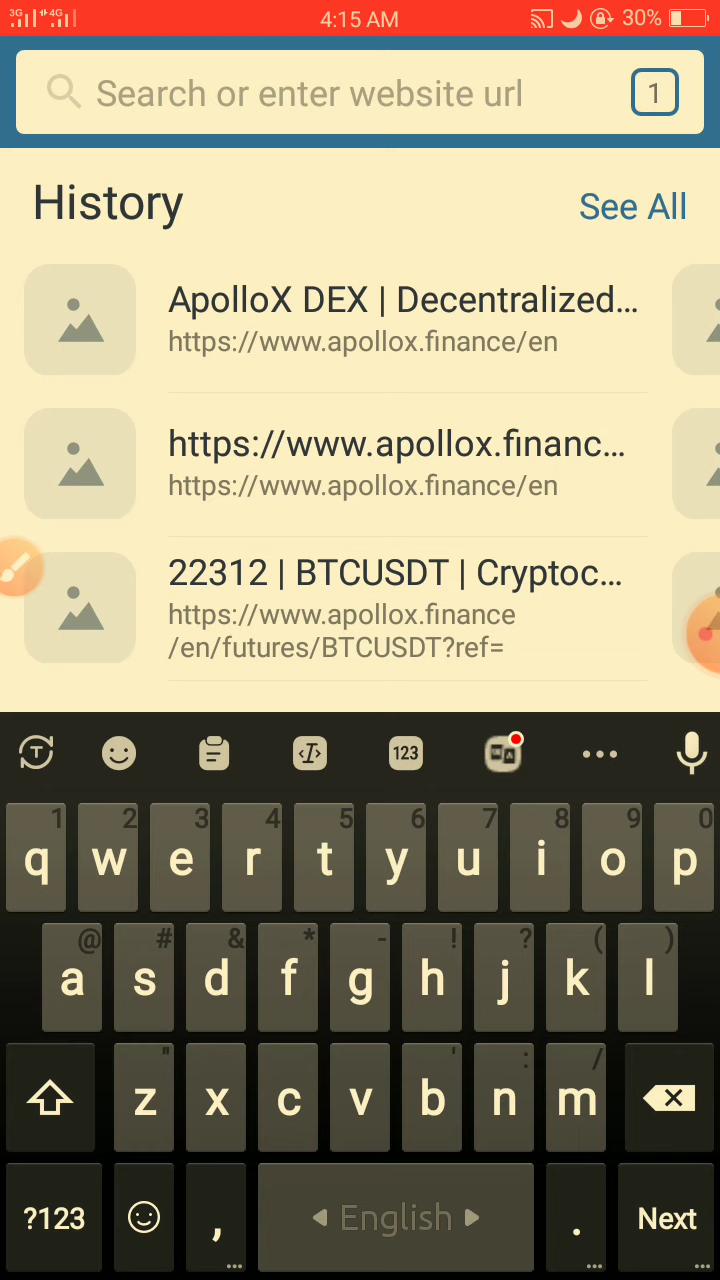 3G 4G 4:15 AM 30%
Search or enter website url 1
History See All
ApolloX DEX | Decentralized...
https://www.apollox.finance/en
https://www.apollox.financ...
https://www.apollox.finance/en
22312 | BTCUSDT | Cryptoc...
https://www.apollox.finance
/en/futures/BTCUSDT?ref=
T 123 A
1 2 3 4 5 6 7 8 9 0
q w e r t y u i o p
@ # & * - ! ? ( )
a s d f g h j k l
" ' : /
z x c v b n m
?123 , English . Next